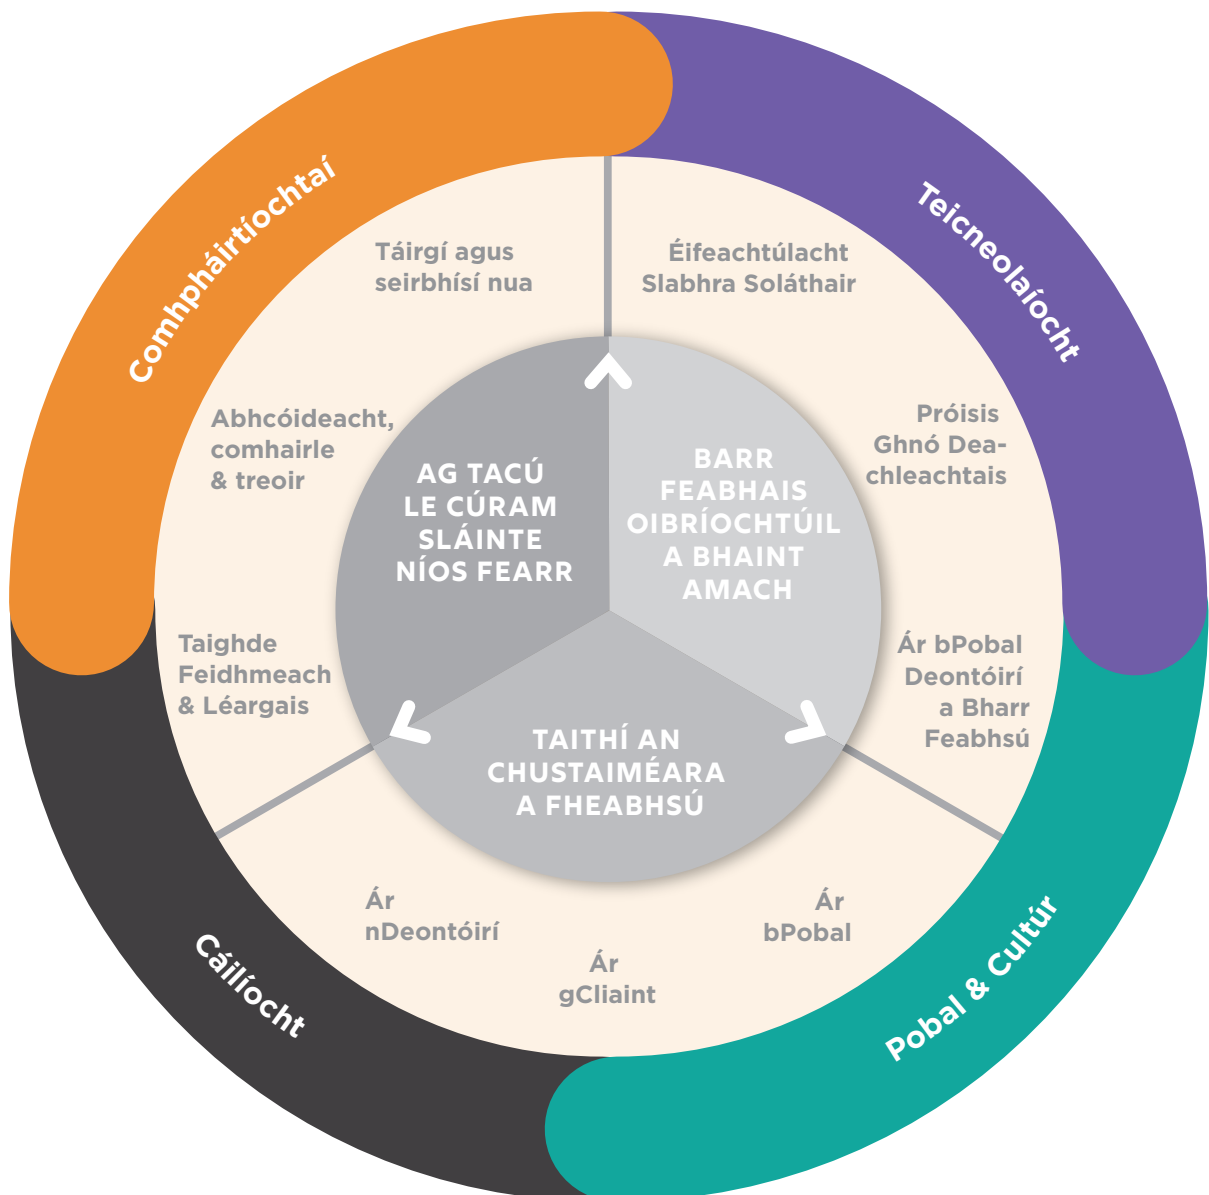 Comhpháirtíochtaí
Teicneolaíocht
Táirgí agus
seirbhísí nua
Éifeachtúlacht
Slabhra Soláthair
Abhcóideacht,
comhairle
& treoir
Próisis
Ghnó Dea-
chleachtais
AG TACÚ
LE CÚRAM
SLÁINTE
NÍOS FEARR
BARR
FEABHAIS
OIBRÍOCHTÚIL
A BHAINT
AMACH
Taighde
Feidhmeach
& Léargais
Ár bPobal
Deontóirí
a Bharr
Feabhsú
TAITHÍ AN
CHUSTAIMÉARA
A FHEABHSÚ
Ár
nDeontóirí
Ár
gCliaint
Ár
bPobal
Cáilíocht
Pobal & Cultúr